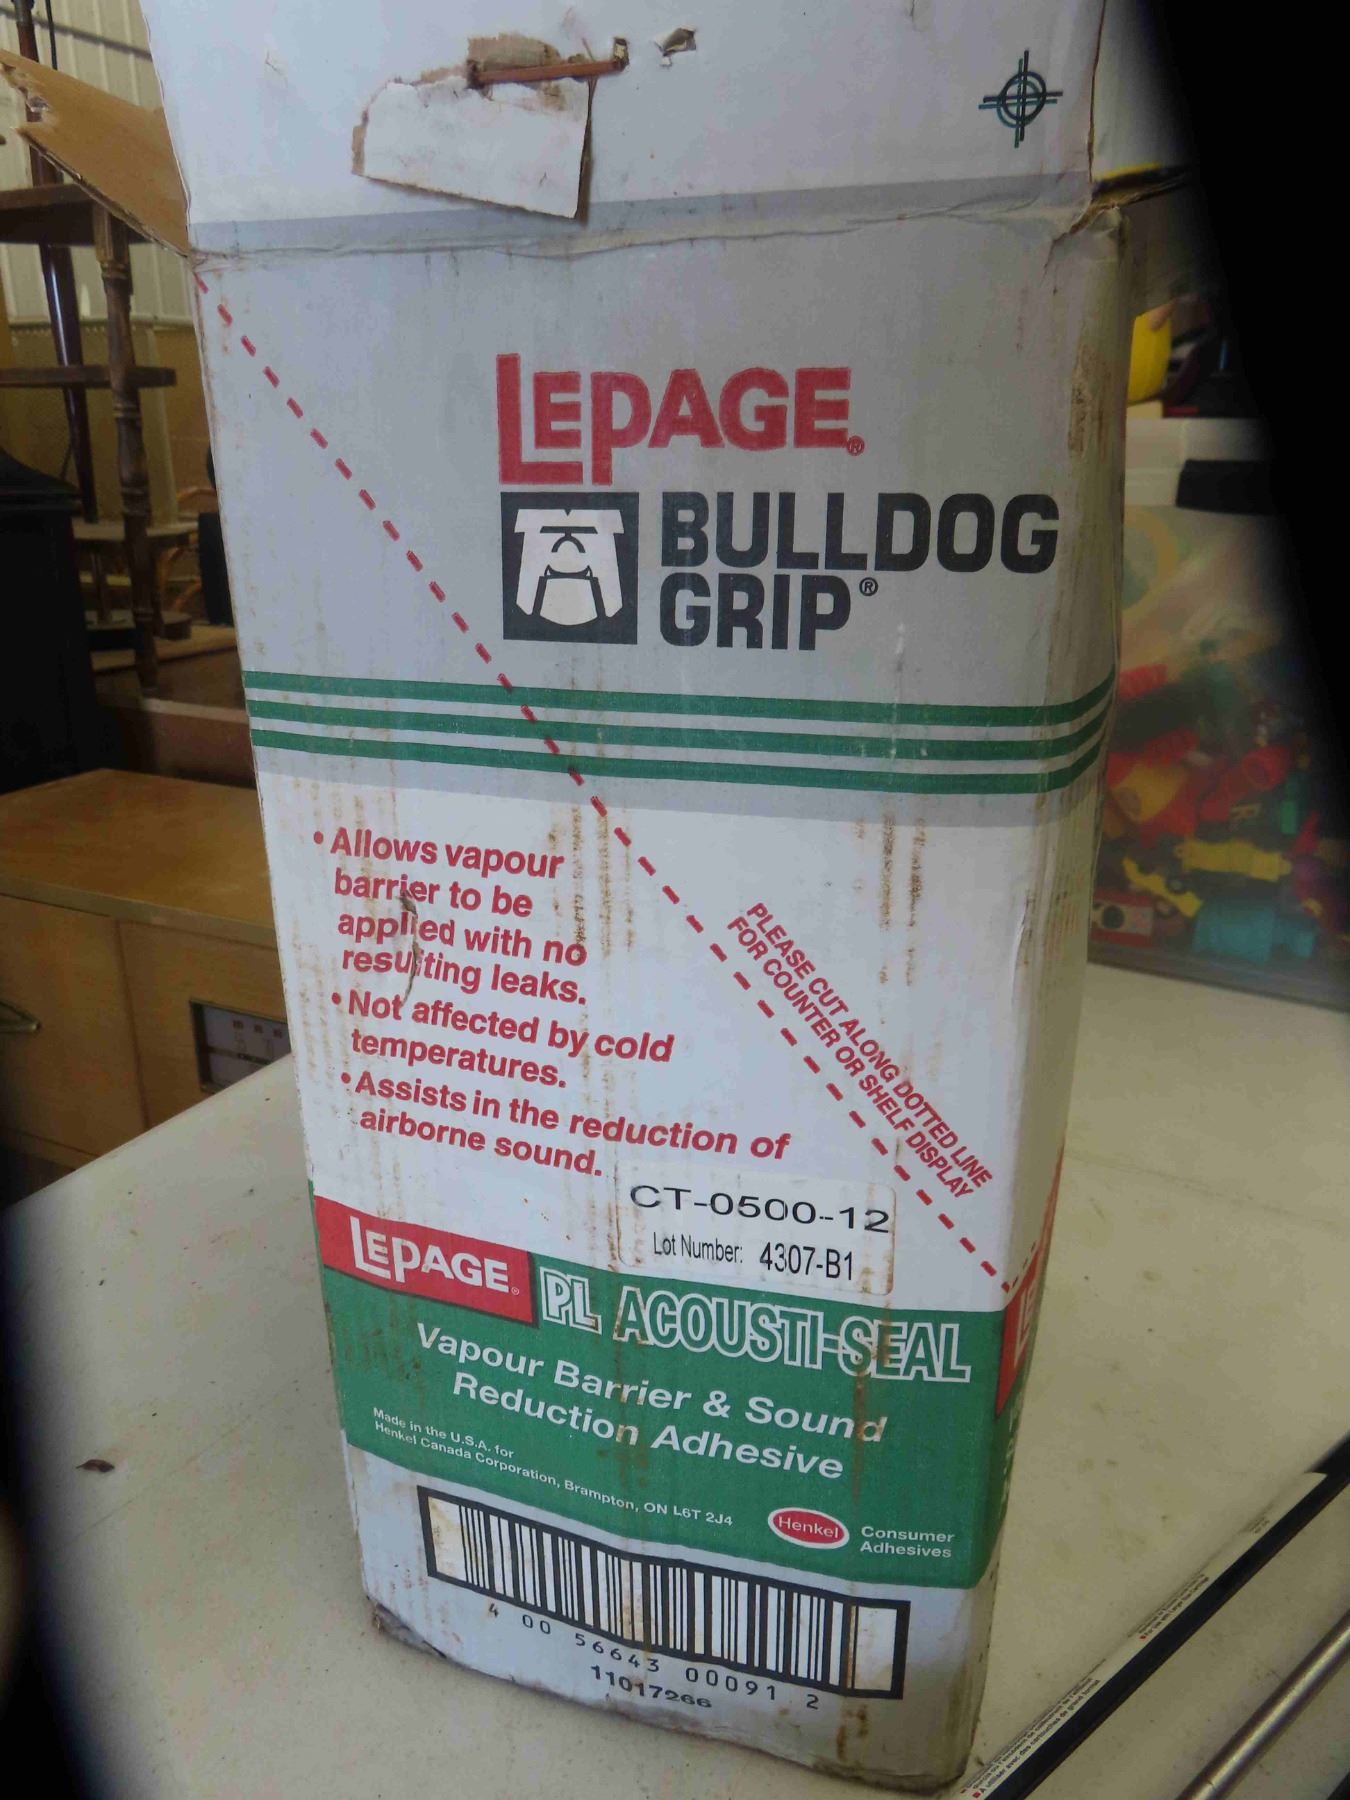 LEPAGE®
BULLDOG
GRIP®
• Allows vapour
barrier to be
applied with no
resulting leaks.
• Not affected by cold
temperatures.
• Assists in the reduction of
airborne sound.
PLEASE CUT ALONG DOTTED LINE
FOR COUNTER OR SHELF DISPLAY
CT-0500-12
Lot Number: 4307-B1
LEPAGE®
PL ACOUSTI-SEAL
Vapour Barrier & Sound
Reduction Adhesive
Made in the U.S.A. for
Henkel Canada Corporation, Brampton, ON L6T 2J4
Henkel
Consumer
Adhesives
4 00 56643 00091 2
11017266